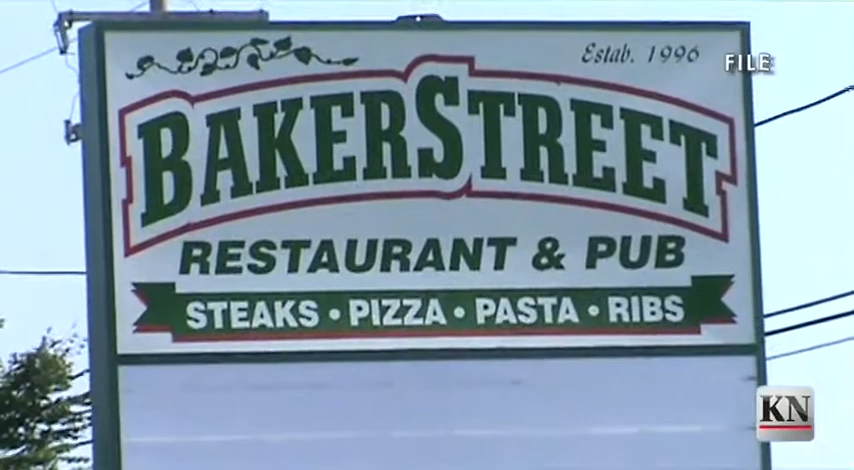 Estab. 1996
FILE
BAKERSTREET
RESTAURANT & PUB
STEAKS • PIZZA • PASTA • RIBS
KN